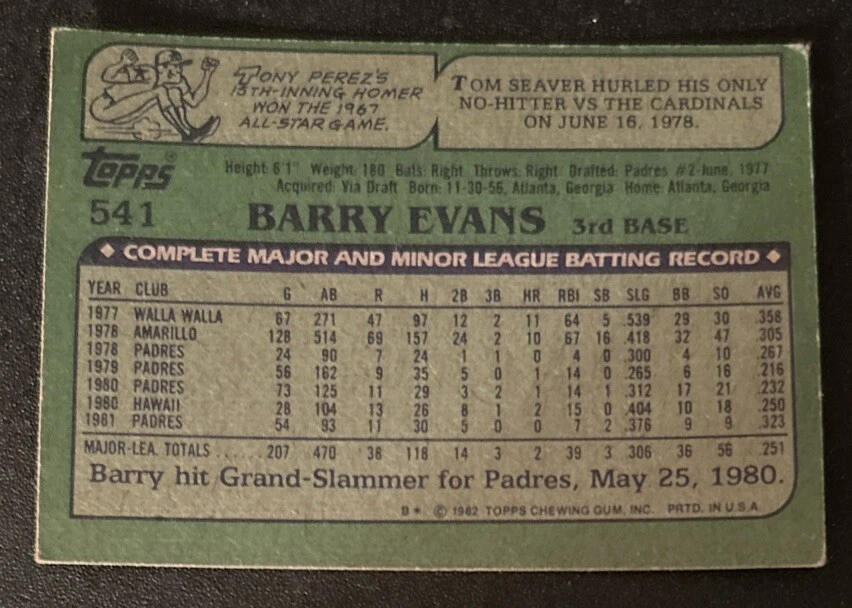 TONY PEREZ'S
15TH-INNING HOMER
WON THE 1967
ALL-STAR GAME.
TOM SEAVER HURLED HIS ONLY
NO-HITTER VS THE CARDINALS
ON JUNE 16, 1978.
TOPPS®
Height: 6'1" Weight: 180 Bats: Right Throws: Right Drafted: Padres #2-June, 1977
Acquired: Via Draft Born: 11-30-56, Atlanta, Georgia Home: Atlanta, Georgia
541 BARRY EVANS 3rd BASE
◆ COMPLETE MAJOR AND MINOR LEAGUE BATTING RECORD ◆
YEAR CLUB G AB R H 2B 3B HR RBI SB SLG BB SO AVG
1977 WALLA WALLA 67 271 47 97 12 2 11 64 5 .539 29 30 .358
1978 AMARILLO 128 514 69 157 24 2 10 67 16 .418 32 47 .305
1978 PADRES 24 90 7 24 1 1 0 4 0 .300 4 10 .267
1979 PADRES 56 162 9 35 5 0 1 14 0 .265 6 16 .216
1980 PADRES 73 125 11 29 3 2 1 14 1 .312 17 21 .232
1980 HAWAII 28 104 13 26 8 1 2 15 0 .404 10 18 .250
1981 PADRES 54 93 11 30 5 0 0 7 2 .376 9 9 .323
MAJOR-LEA. TOTALS ...... 207 470 38 118 14 3 2 39 3 .306 36 56 .251
Barry hit Grand-Slammer for Padres, May 25, 1980.
B* © 1982 TOPPS CHEWING GUM, INC. PRTD. IN U.S.A.